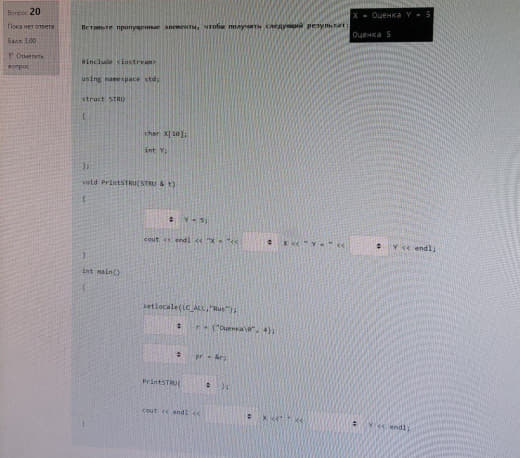 Вопрос 20
Пока нет ответа
Балл: 3,00
Отметить
вопрос
Вставьте пропущенные элементы, чтобы получить следующий результат:
X = Оценка Y = 5
Оценка 5
#include <iostream>
using namespace std;
struct STRU
{
char X[10];
int Y;
};
void PrintSTRU(STRU & t)
{
Y = 5;
cout << endl << "X = "<< X << " Y = " << Y << endl;
}
int main()
{
setlocale(LC_ALL,"Rus");
r = {"Оценка\0", 4};
pr = &r;
PrintSTRU( );
cout << endl << X <<" " << Y << endl;
}